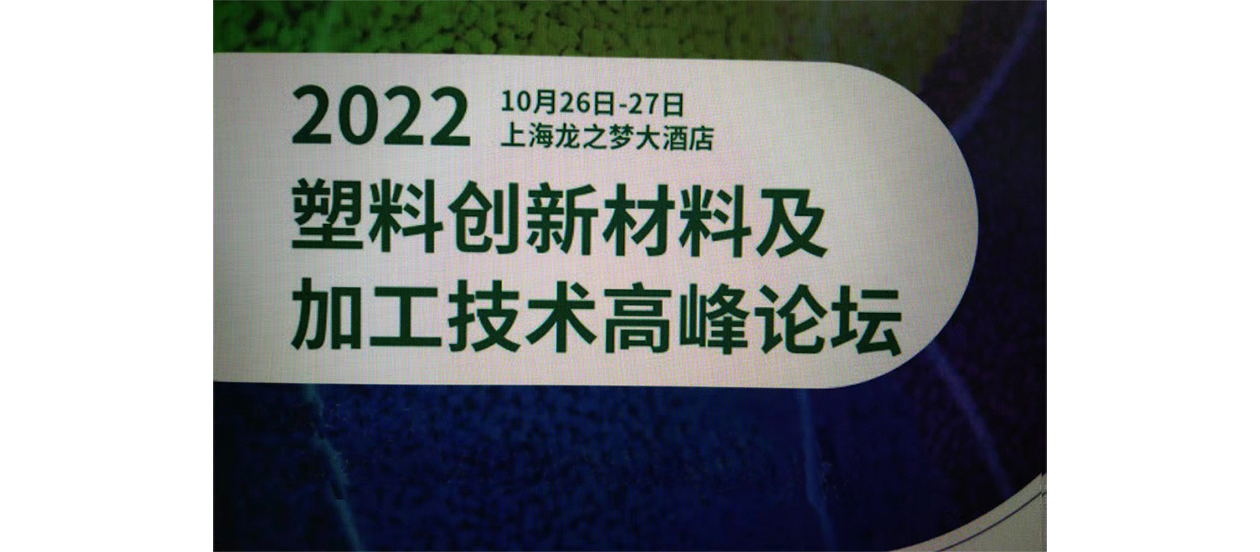 2022
10月26日-27日
上海龙之梦大酒店
塑料创新材料及
加工技术高峰论坛